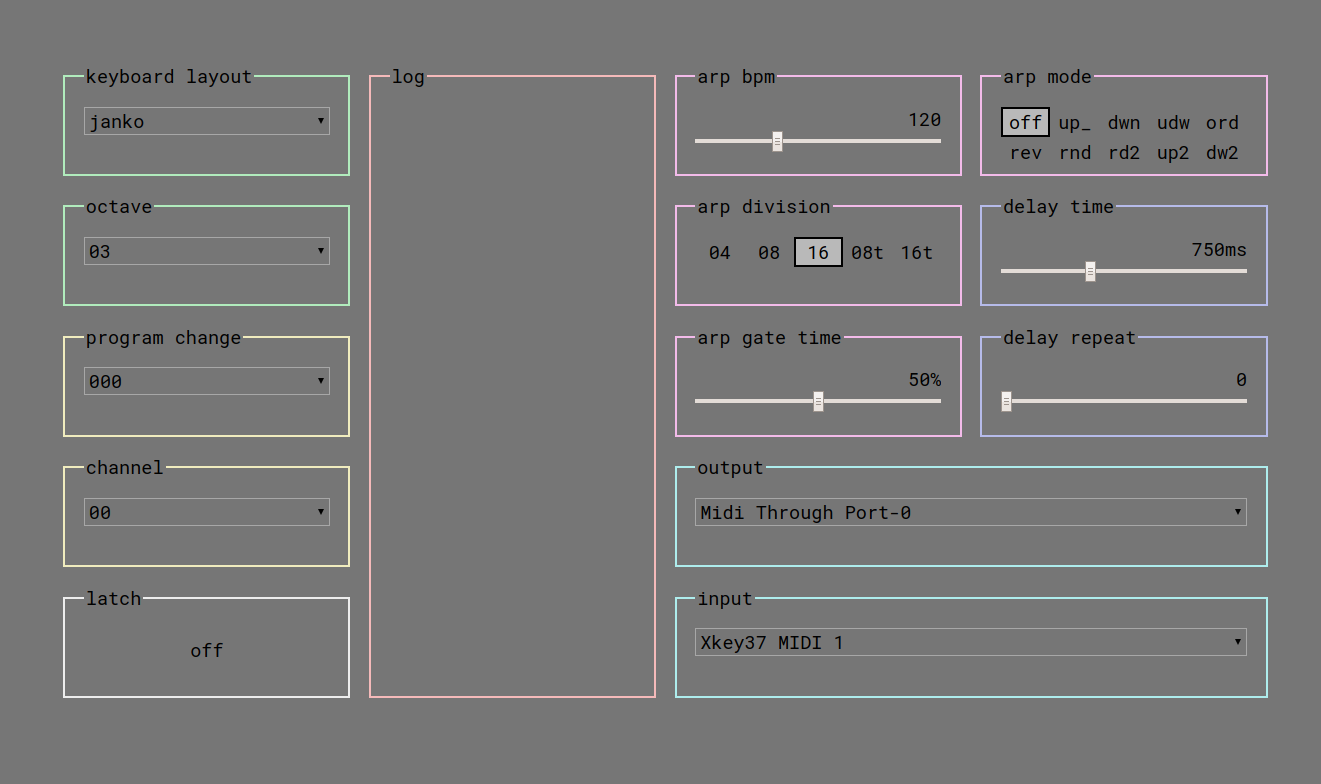 keyboard layout
janko
octave
03
program change
000
channel
00
latch
off
log
arp bpm
120
arp division
04 08 16 08t 16t
arp gate time
50%
arp mode
off up_ dwn udw ord
rev rnd rd2 up2 dw2
delay time
750ms
delay repeat
0
output
Midi Through Port-0
input
Xkey37 MIDI 1